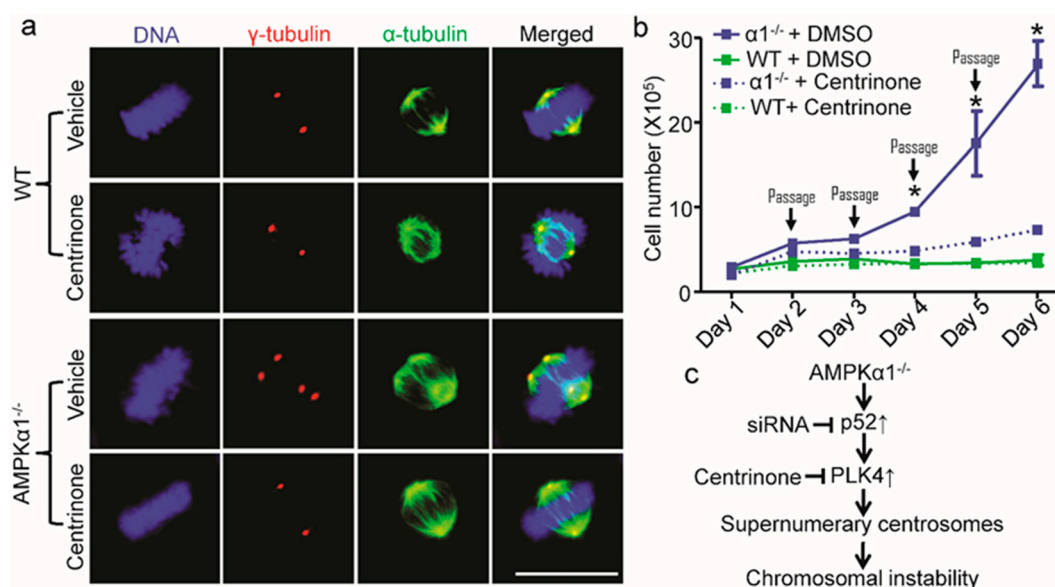 a
DNA
γ-tubulin
α-tubulin
Merged
WT
Vehicle
Centrinone
AMPKα1⁻/⁻
Vehicle
Centrinone
b
α1⁻/⁻ + DMSO
WT + DMSO
α1⁻/⁻ + Centrinone
WT+ Centrinone
Cell number (X10⁵)
30
20
10
0
Passage
Passage
Passage
*
Passage
*
*
Day 1
Day 2
Day 3
Day 4
Day 5
Day 6
c
AMPKα1⁻/⁻
siRNA p52↑
Centrinone PLK4↑
Supernumerary centrosomes
Chromosomal instability